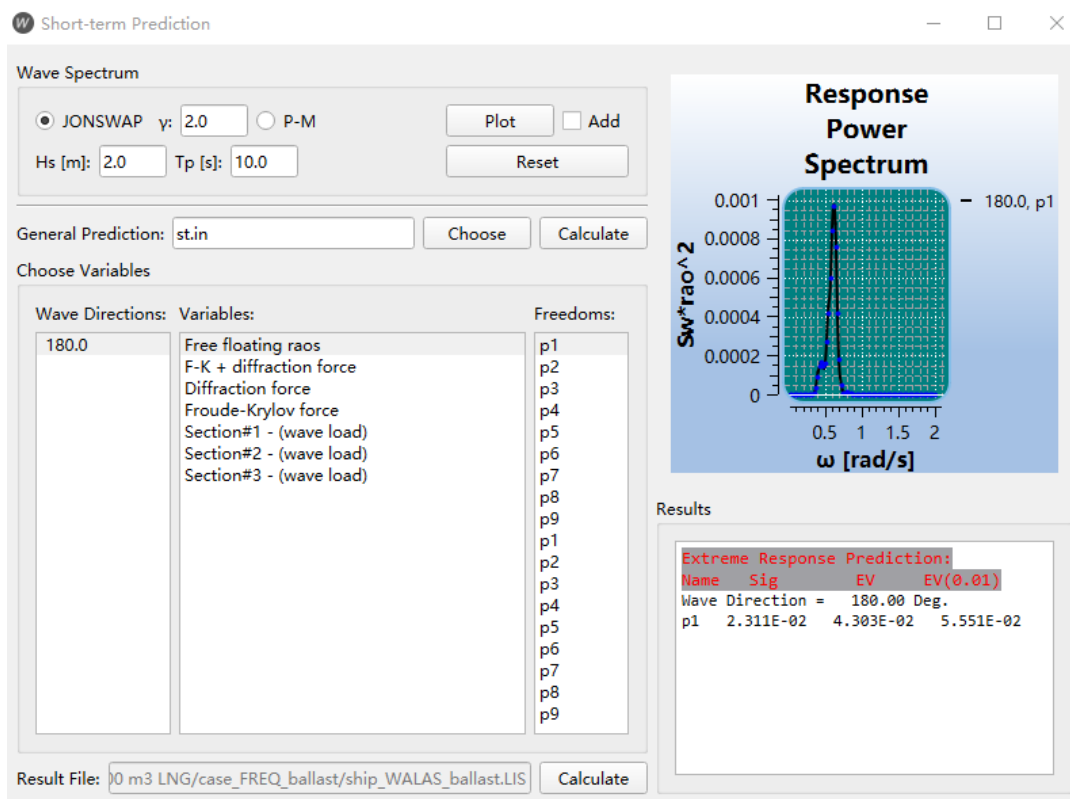 W Short-term Prediction
Wave Spectrum
JONSWAP γ: 2.0 P-M Plot Add
Hs [m]: 2.0 Tp [s]: 10.0 Reset
General Prediction: st.in Choose Calculate
Choose Variables
Wave Directions: Variables: Freedoms:
180.0 Free floating raos p1
F-K + diffraction force p2
Diffraction force p3
Froude-Krylov force p4
Section#1 - (wave load) p5
Section#2 - (wave load) p6
Section#3 - (wave load) p7
p8
p9
p1
p2
p3
p4
p5
p6
p7
p8
p9
Result File: 00 m3 LNG/case_FREQ_ballast/ship_WALAS_ballast.LIS Calculate
Response
Power
Spectrum
180.0, p1
Sw*rao^2
0.001
0.0008
0.0006
0.0004
0.0002
0
0.5 1 1.5 2
ω [rad/s]
Results
Extreme Response Prediction:
Name Sig EV EV(0.01)
Wave Direction = 180.00 Deg.
p1 2.311E-02 4.303E-02 5.551E-02